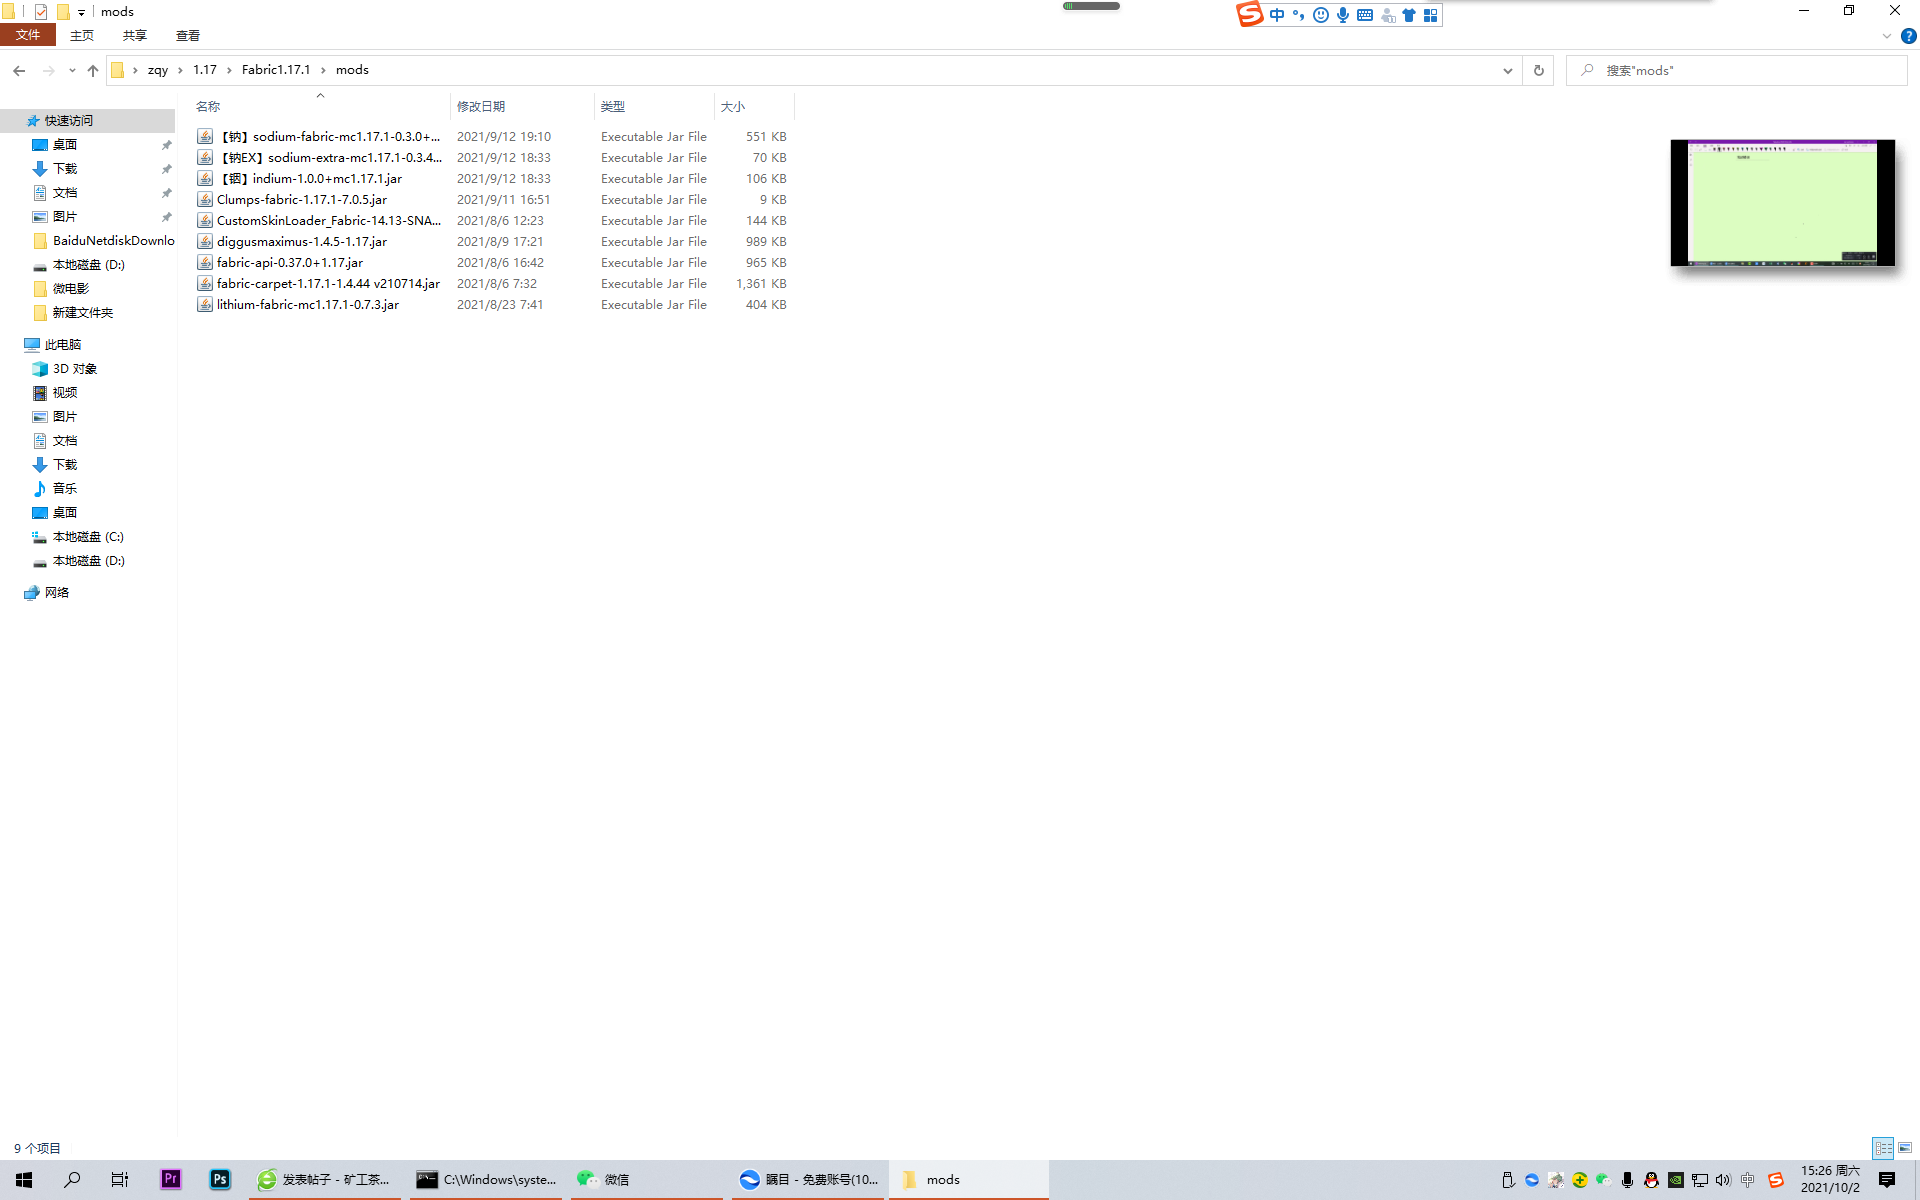 mods
文件 主页 共享 查看
zqy 1.17 Fabric1.17.1 mods 搜索"mods"
名称 修改日期 类型 大小
【钠】sodium-fabric-mc1.17.1-0.3.0+... 2021/9/12 19:10 Executable Jar File 551 KB
【钠EX】sodium-extra-mc1.17.1-0.3.4... 2021/9/12 18:33 Executable Jar File 70 KB
【铟】indium-1.0.0+mc1.17.1.jar 2021/9/12 18:33 Executable Jar File 106 KB
Clumps-fabric-1.17.1-7.0.5.jar 2021/9/11 16:51 Executable Jar File 9 KB
CustomSkinLoader_Fabric-14.13-SNA... 2021/8/6 12:23 Executable Jar File 144 KB
diggusmaximus-1.4.5-1.17.jar 2021/8/9 17:21 Executable Jar File 989 KB
fabric-api-0.37.0+1.17.jar 2021/8/6 16:42 Executable Jar File 965 KB
fabric-carpet-1.17.1-1.4.44 v210714.jar 2021/8/6 7:32 Executable Jar File 1,361 KB
lithium-fabric-mc1.17.1-0.7.3.jar 2021/8/23 7:41 Executable Jar File 404 KB
快速访问
桌面
下载
文档
图片
BaiduNetdiskDownlo
本地磁盘 (D:)
微电影
新建文件夹
此电脑
3D 对象
视频
图片
文档
下载
音乐
桌面
本地磁盘 (C:)
本地磁盘 (D:)
网络
中
9 个项目
Pr Ps 发表帖子 - 矿工茶... C:\Windows\syste... 微信 瞩目 - 免费账号(10... mods 中 15:26 周六
2021/10/2